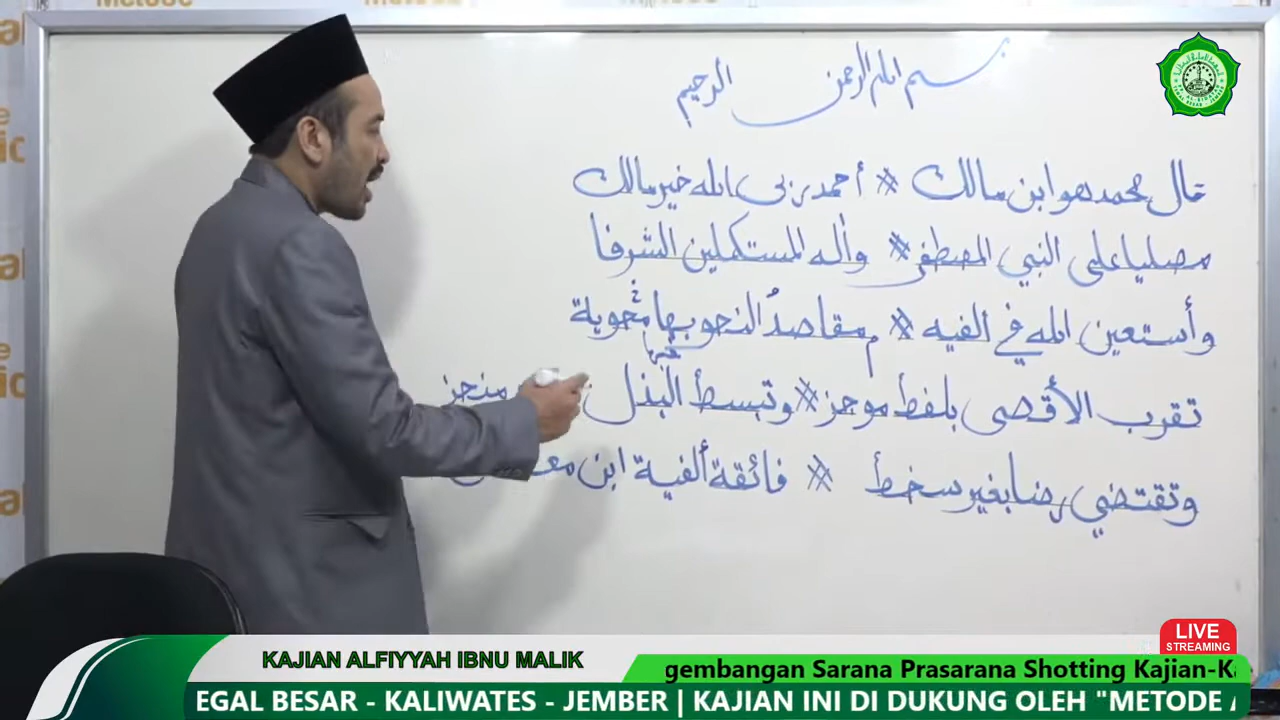 بسم الله الرحمن الرحيم
قال محمد هو ابن مالك # أحمد ربي الله خير مالك
مصليا على النبي المصطفى # وآله المستكملين الشرفا
وأستعين الله في ألفيه # مقاصدُ النحو بها محوية
تقرب الأقصى بلفظ موجز # وتبسط البذل منجز
وتقتضي رضا بغير سخط # فائقة ألفية ابن
LIVE
STREAMING
KAJIAN ALFIYYAH IBNU MALIK
gembangan Sarana Prasarana Shotting Kajian-Ka
EGAL BESAR - KALIWATES - JEMBER | KAJIAN INI DI DUKUNG OLEH "METODE A